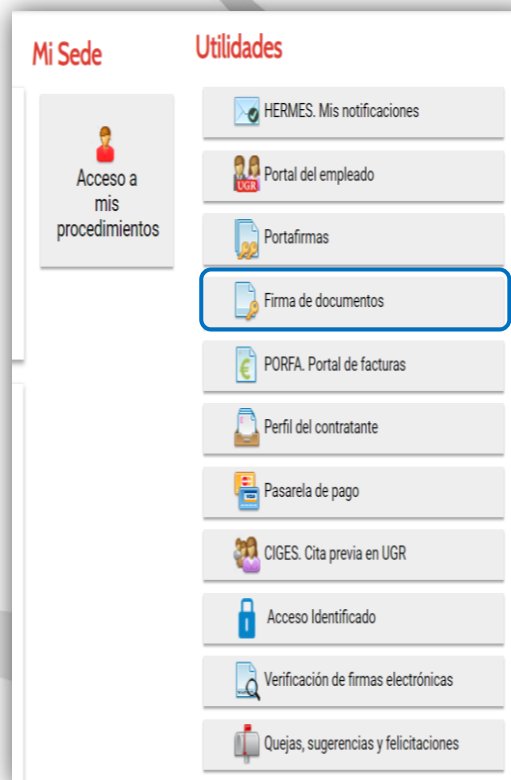 Mi Sede
Acceso a
mis
procedimientos
Utilidades
HERMES. Mis notificaciones
UGR
Portal del empleado
Portafirmas
Firma de documentos
PORFA. Portal de facturas
Perfil del contratante
Pasarela de pago
CIGES. Cita previa en UGR
Acceso Identificado
Verificación de firmas electrónicas
Quejas, sugerencias y felicitaciones